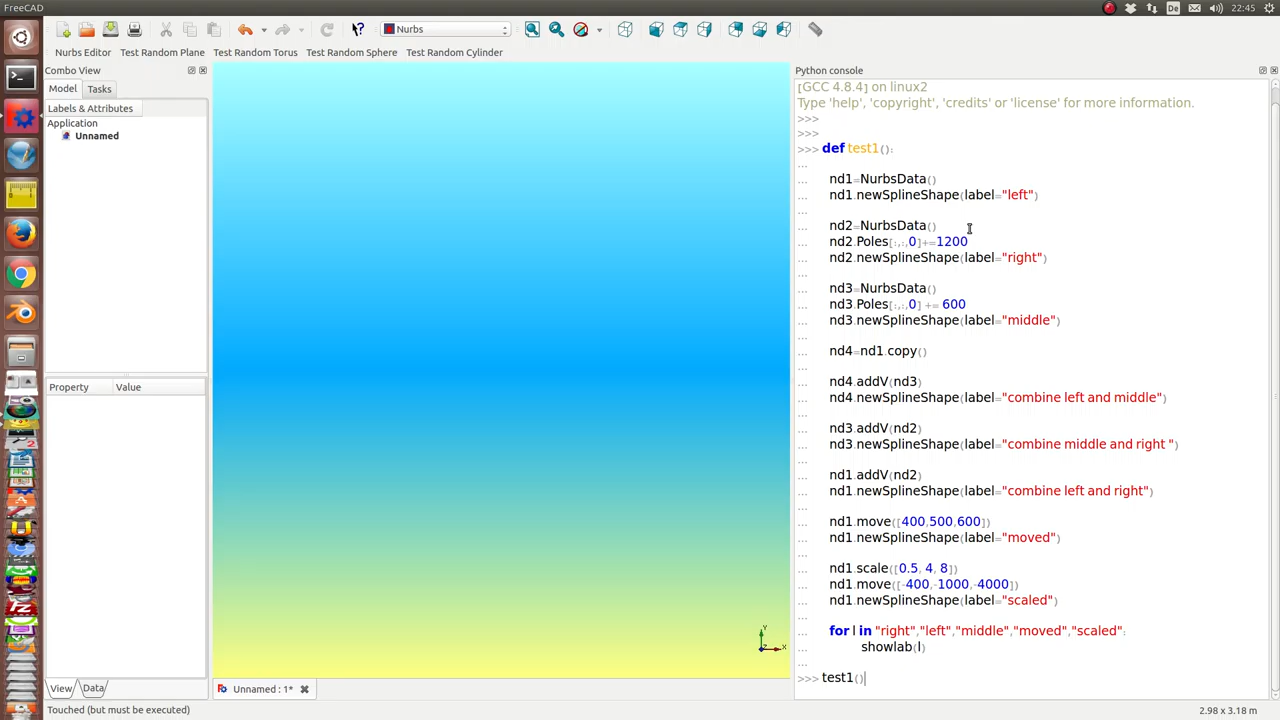 FreeCAD
De
22:45
Nurbs
Nurbs Editor Test Random Plane Test Random Torus Test Random Sphere Test Random Cylinder
Combo View
Model Tasks
Labels & Attributes
Application
Unnamed
Property Value
View Data
Unnamed : 1*
Touched (but must be executed)
Y
X
Python console
[GCC 4.8.4] on linux2
Type 'help', 'copyright', 'credits' or 'license' for more information.
>>>
>>>
>>> def test1():
...
... nd1=NurbsData()
... nd1.newSplineShape(label="left")
...
... nd2=NurbsData()
... nd2.Poles[:,:,0]+=1200
... nd2.newSplineShape(label="right")
...
... nd3=NurbsData()
... nd3.Poles[:,:,0] += 600
... nd3.newSplineShape(label="middle")
...
... nd4=nd1.copy()
...
... nd4.addV(nd3)
... nd4.newSplineShape(label="combine left and middle")
...
... nd3.addV(nd2)
... nd3.newSplineShape(label="combine middle and right ")
...
... nd1.addV(nd2)
... nd1.newSplineShape(label="combine left and right")
...
... nd1.move([400,500,600])
... nd1.newSplineShape(label="moved")
...
... nd1.scale([0.5, 4, 8])
... nd1.move([-400,-1000,-4000])
... nd1.newSplineShape(label="scaled")
...
... for l in "right","left","middle","moved","scaled":
... showlab(l)
...
>>> test1()
2.98 x 3.18 m